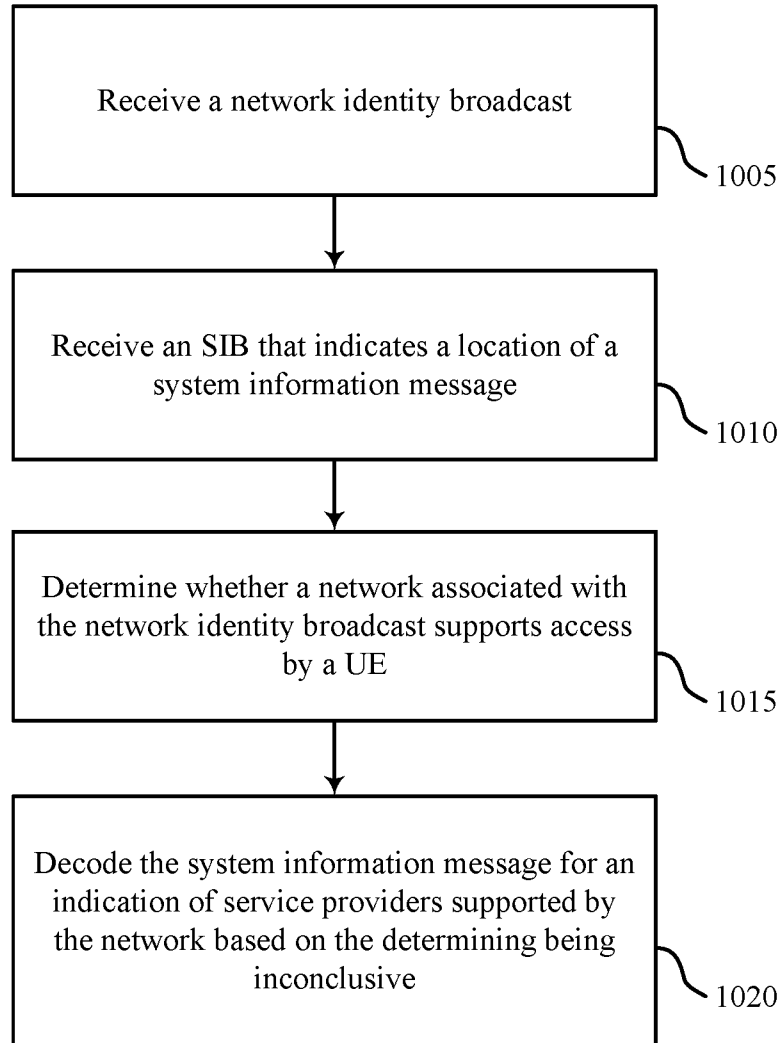 Receive a network identity broadcast
1005
Receive an SIB that indicates a location of a
system information message
1010
Determine whether a network associated with
the network identity broadcast supports access
by a UE
1015
Decode the system information message for an
indication of service providers supported by
the network based on the determining being
inconclusive
1020